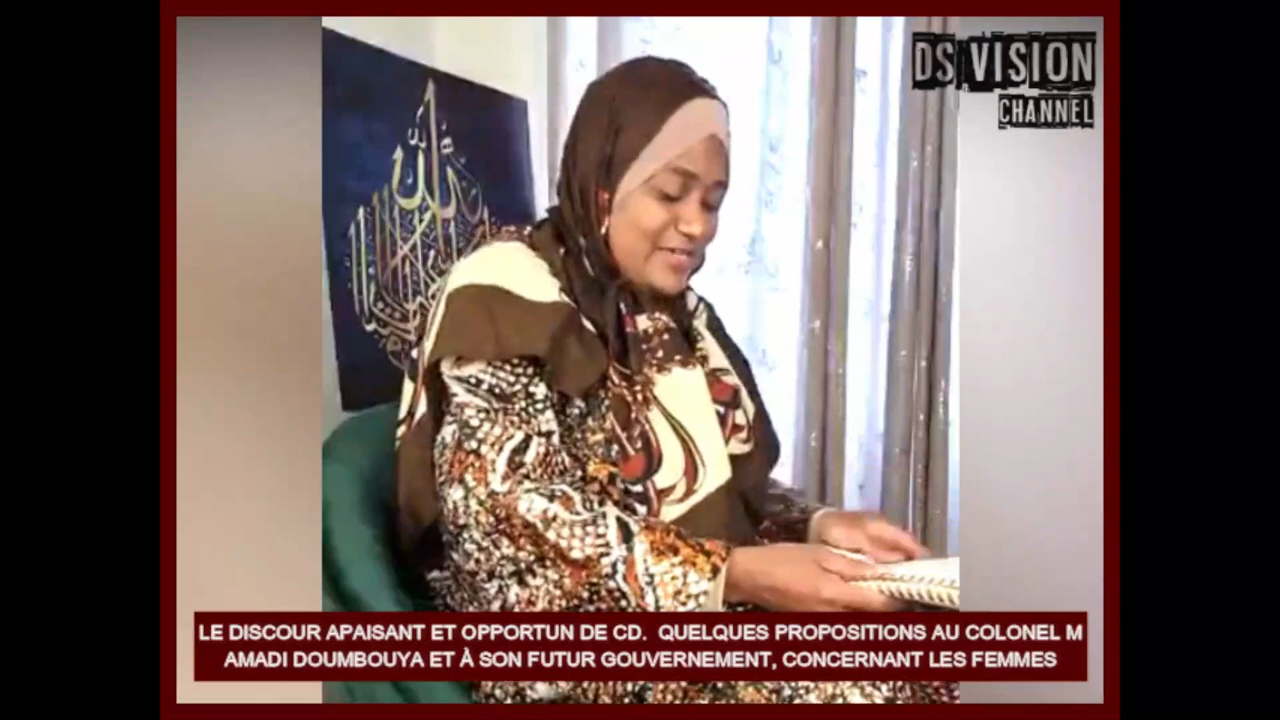 DS VISION
CHANNEL
LE DISCOUR APAISANT ET OPPORTUN DE CD. QUELQUES PROPOSITIONS AU COLONEL M
AMADI DOUMBOUYA ET À SON FUTUR GOUVERNEMENT, CONCERNANT LES FEMMES